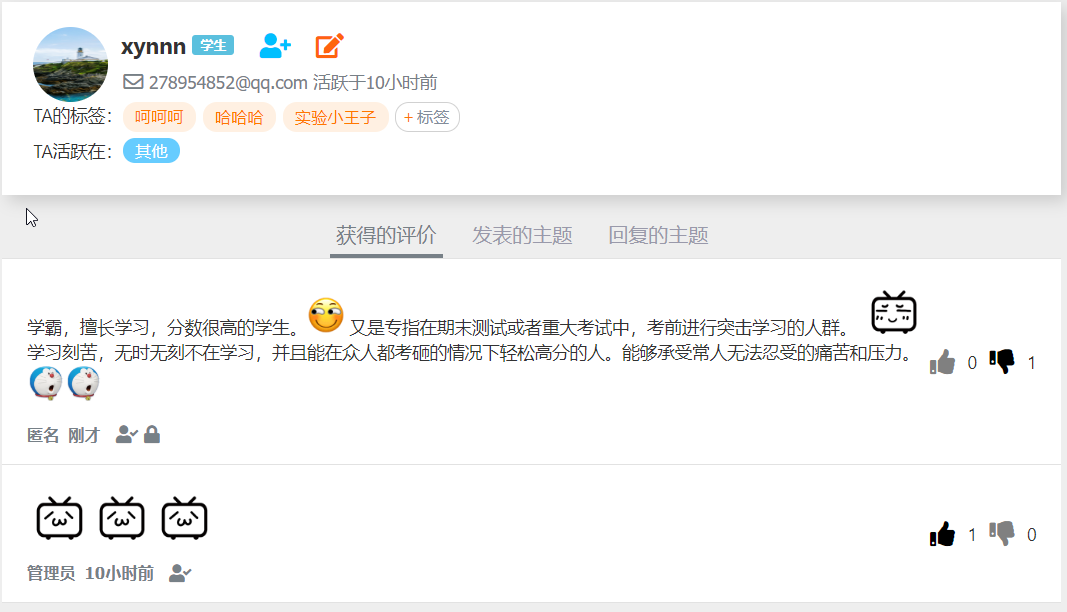 xynnn 学生
278954852@qq.com 活跃于10小时前
TA的标签： 呵呵呵 哈哈哈 实验小王子 + 标签
TA活跃在： 其他
获得的评价 发表的主题 回复的主题
学霸，擅长学习，分数很高的学生。 又是专指在期末测试或者重大考试中，考前进行突击学习的人群。
学习刻苦，无时无刻不在学习，并且能在众人都考砸的情况下轻松高分的人。能够承受常人无法忍受的痛苦和压力。
0 1
匿名 刚才
1 0
管理员 10小时前